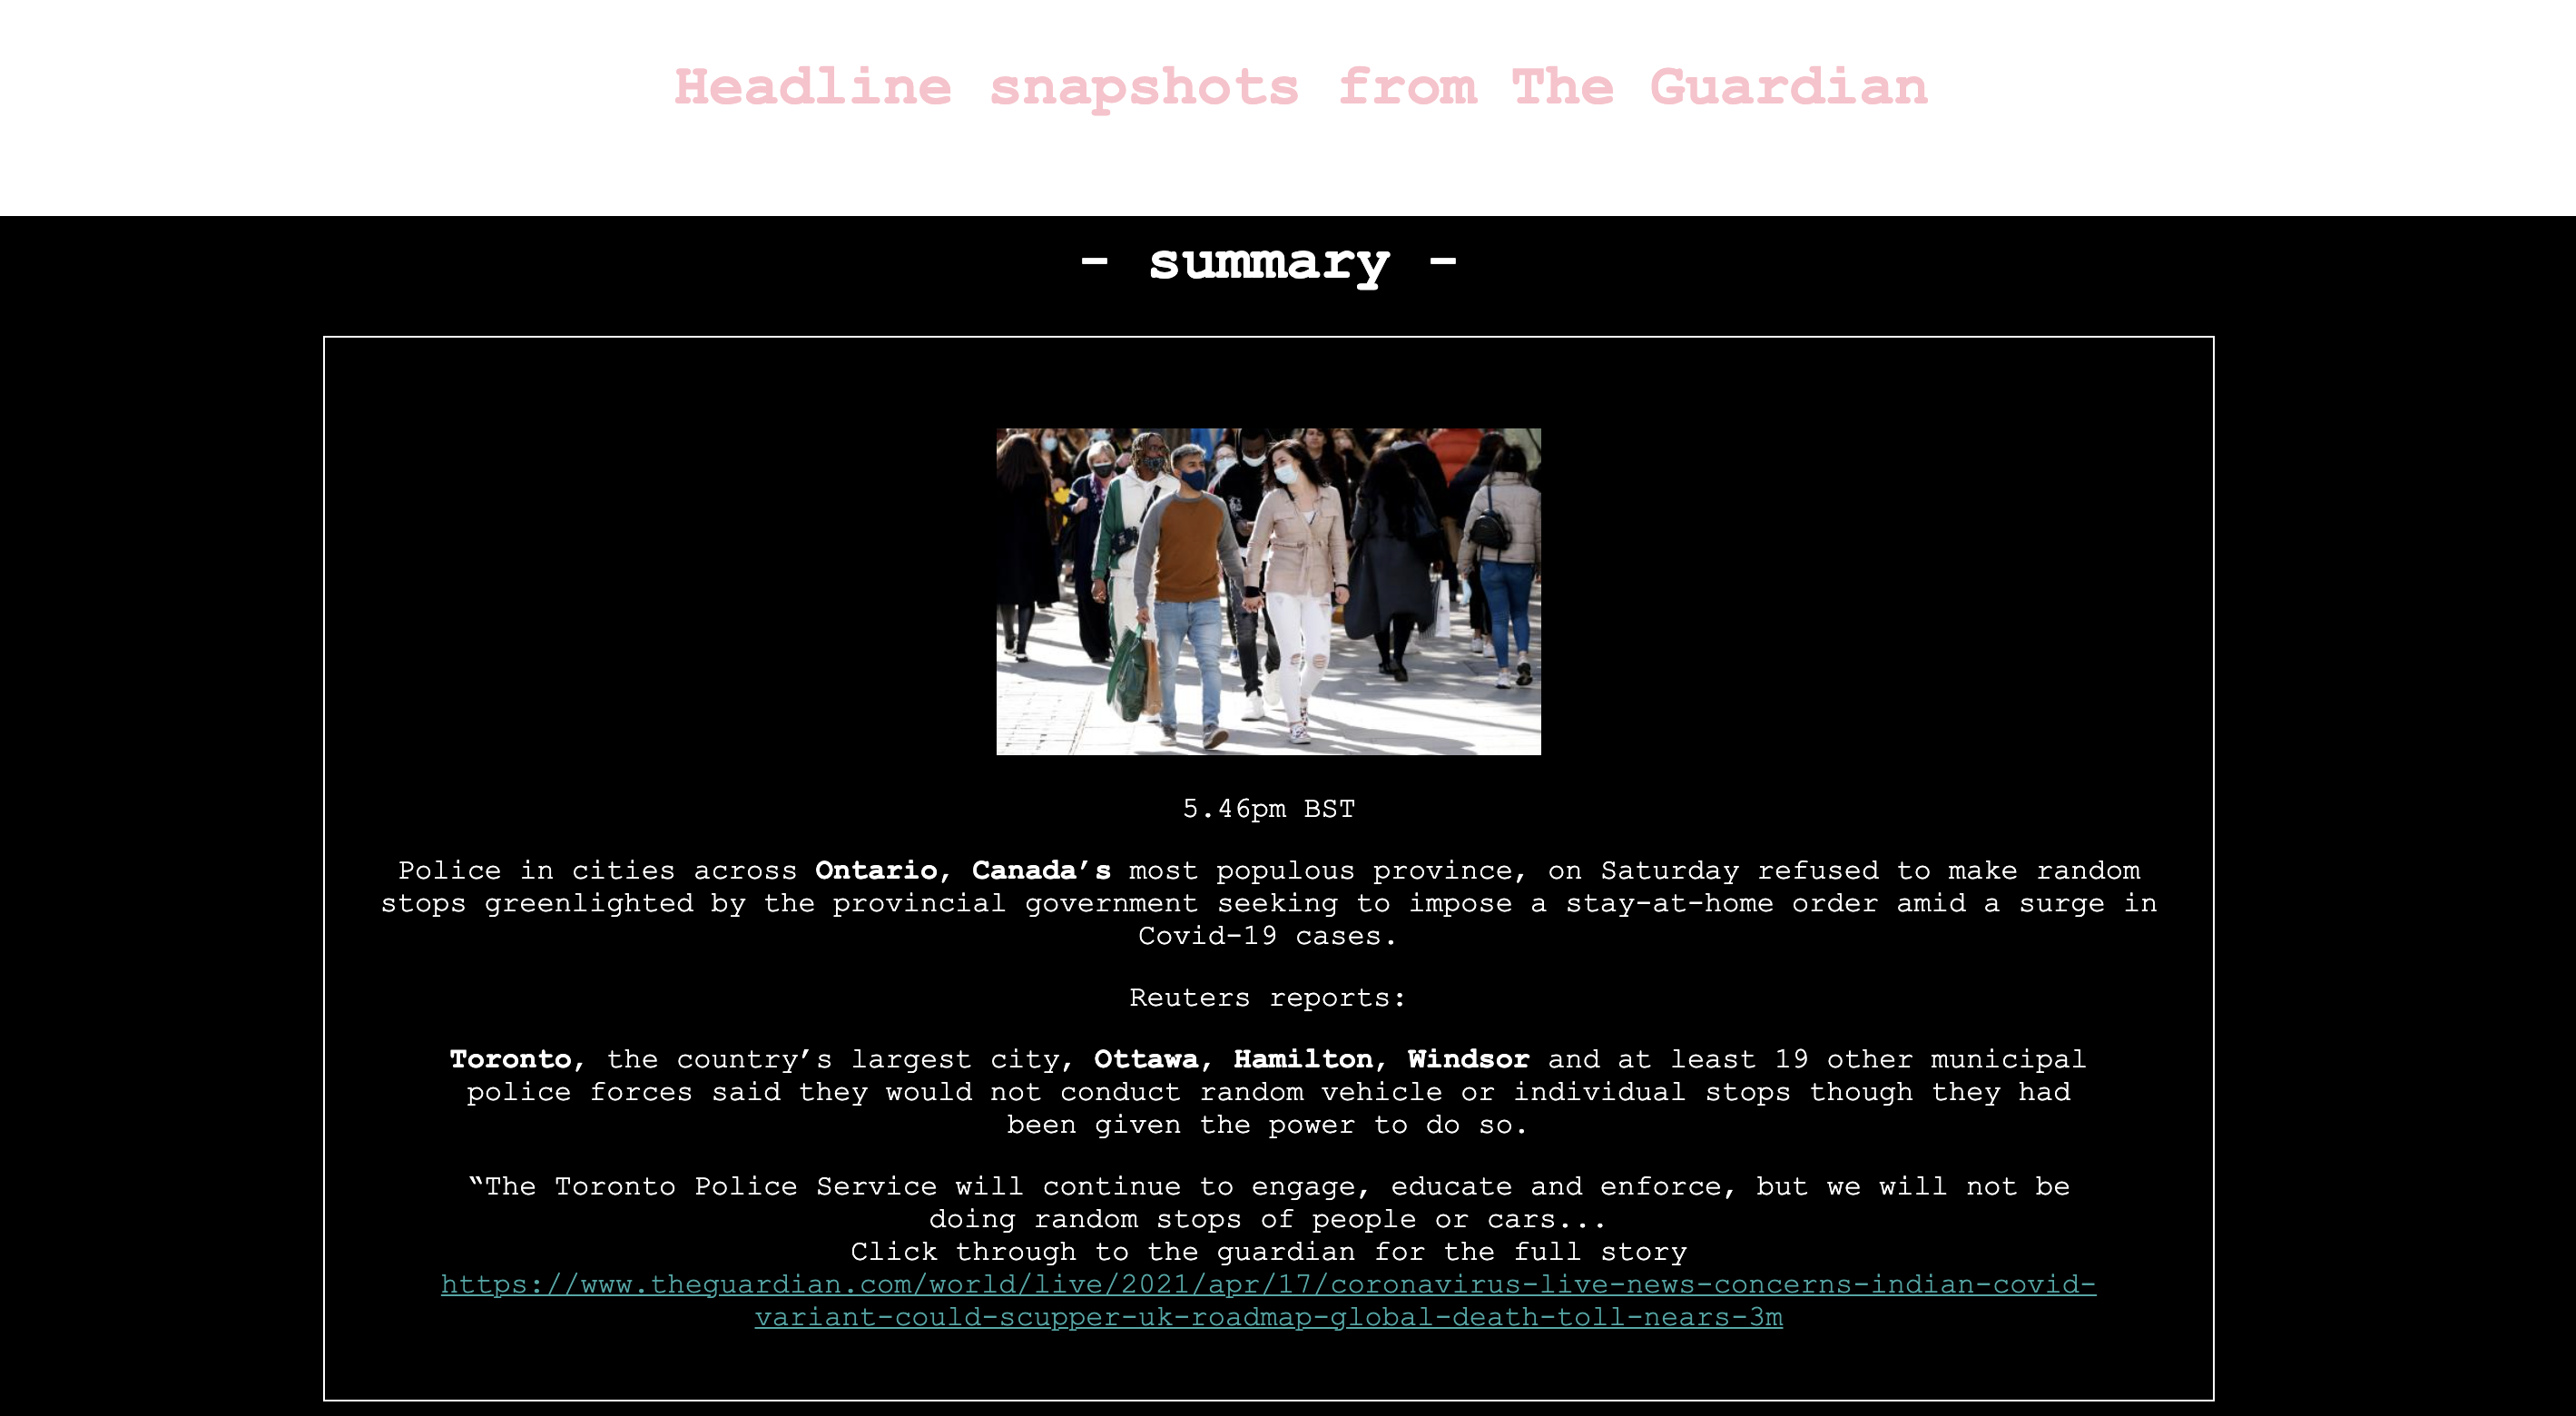 Headline snapshots from The Guardian
- summary -
5.46pm BST
Police in cities across Ontario, Canada’s most populous province, on Saturday refused to make random
stops greenlighted by the provincial government seeking to impose a stay-at-home order amid a surge in
Covid-19 cases.
Reuters reports:
Toronto, the country’s largest city, Ottawa, Hamilton, Windsor and at least 19 other municipal
police forces said they would not conduct random vehicle or individual stops though they had
been given the power to do so.
“The Toronto Police Service will continue to engage, educate and enforce, but we will not be
doing random stops of people or cars...
Click through to the guardian for the full story
https://www.theguardian.com/world/live/2021/apr/17/coronavirus-live-news-concerns-indian-covid-
variant-could-scupper-uk-roadmap-global-death-toll-nears-3m